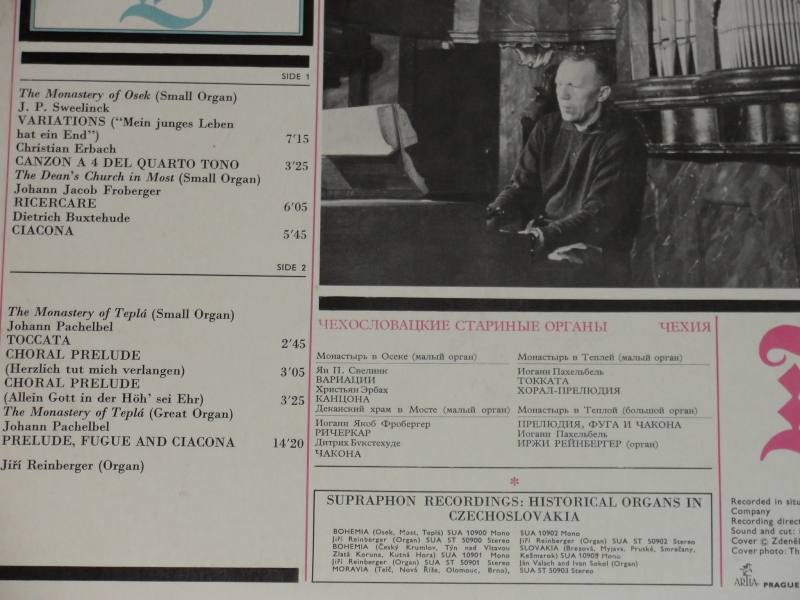 SIDE 1
The Monastery of Osek (Small Organ)
J. P. Sweelinck
VARIATIONS ("Mein junges Leben
hat ein End") 7'15
Christian Erbach
CANZON A 4 DEL QUARTO TONO 3'25
The Dean's Church in Most (Small Organ)
Johann Jacob Froberger
RICERCARE 6'05
Dietrich Buxtehude
CIACONA 5'45
SIDE 2
The Monastery of Teplá (Small Organ)
Johann Pachelbel
TOCCATA 2'45
CHORAL PRELUDE
(Herzlich tut mich verlangen) 3'05
CHORAL PRELUDE
(Allein Gott in der Höh' sei Ehr) 3'25
The Monastery of Teplá (Great Organ)
Johann Pachelbel
PRELUDE, FUGUE AND CIACONA 14'20
Jiří Reinberger (Organ)
ЧЕХОСЛОВАЦКИЕ СТАРИНЫЕ ОРГАНЫ ЧЕХИЯ
Монастырь в Осеке (малый орган)
Ян П. Свелинк
ВАРИАЦИИ
Христьян Эрбах
КАНЦОНА
Деканский храм в Мосте (малый орган)
Иоганн Якоб Фробергер
РИЧЕРКАР
Дитрих Букстехуде
ЧАКОНА
Монастырь в Теплей (малый орган)
Иоганн Пахельбель
ТОККАТА
ХОРАЛ-ПРЕЛЮДИЯ
Монастырь в Теплой (большой орган)
ПРЕЛЮДИЯ, ФУГА И ЧАКОНА
Иоганн Пахельбель
ИРЖИ РЕЙНБЕРГЕР (орган)
*
SUPRAPHON RECORDINGS: HISTORICAL ORGANS IN
CZECHOSLOVAKIA
BOHEMIA (Osek, Most, Teplá) SUA 10900 Mono
Jiří Reinberger (Organ) SUA ST 50900 Stereo
BOHEMIA (Český Krumlov, Týn nad Vltavou
Zlatá Koruna, Kutná Hora) SUA 10901 Mono
Jiří Reinberger (Organ) SUA ST 50901 Stereo
MORAVIA (Telč, Nová Říše, Olomouc, Brno),
SUA 10902 Mono
Jiří Reinberger (Organ) SUA ST 50902 Stereo
SLOVAKIA (Brezová, Myjava, Pruské, Smrečany,
Kežmarok) SUA 10903 Mono
Ján Valach and Ivan Sokol (Organ)
SUA ST 50903 Stereo
Recorded in situ
Company
Recording direct
Sound and cut:
Cover © Zdeněk
Cover photo: Th
ARTIA PRAGUE